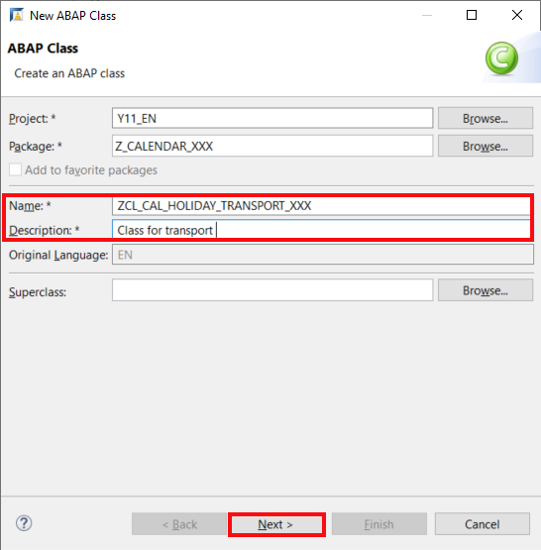 New ABAP Class
ABAP Class
Create an ABAP class
Project: * Y11_EN Browse...
Package: * Z_CALENDAR_XXX Browse...
Add to favorite packages
Name: * ZCL_CAL_HOLIDAY_TRANSPORT_XXX
Description: * Class for transport
Original Language: EN
Superclass: Browse...
? < Back Next > Finish Cancel